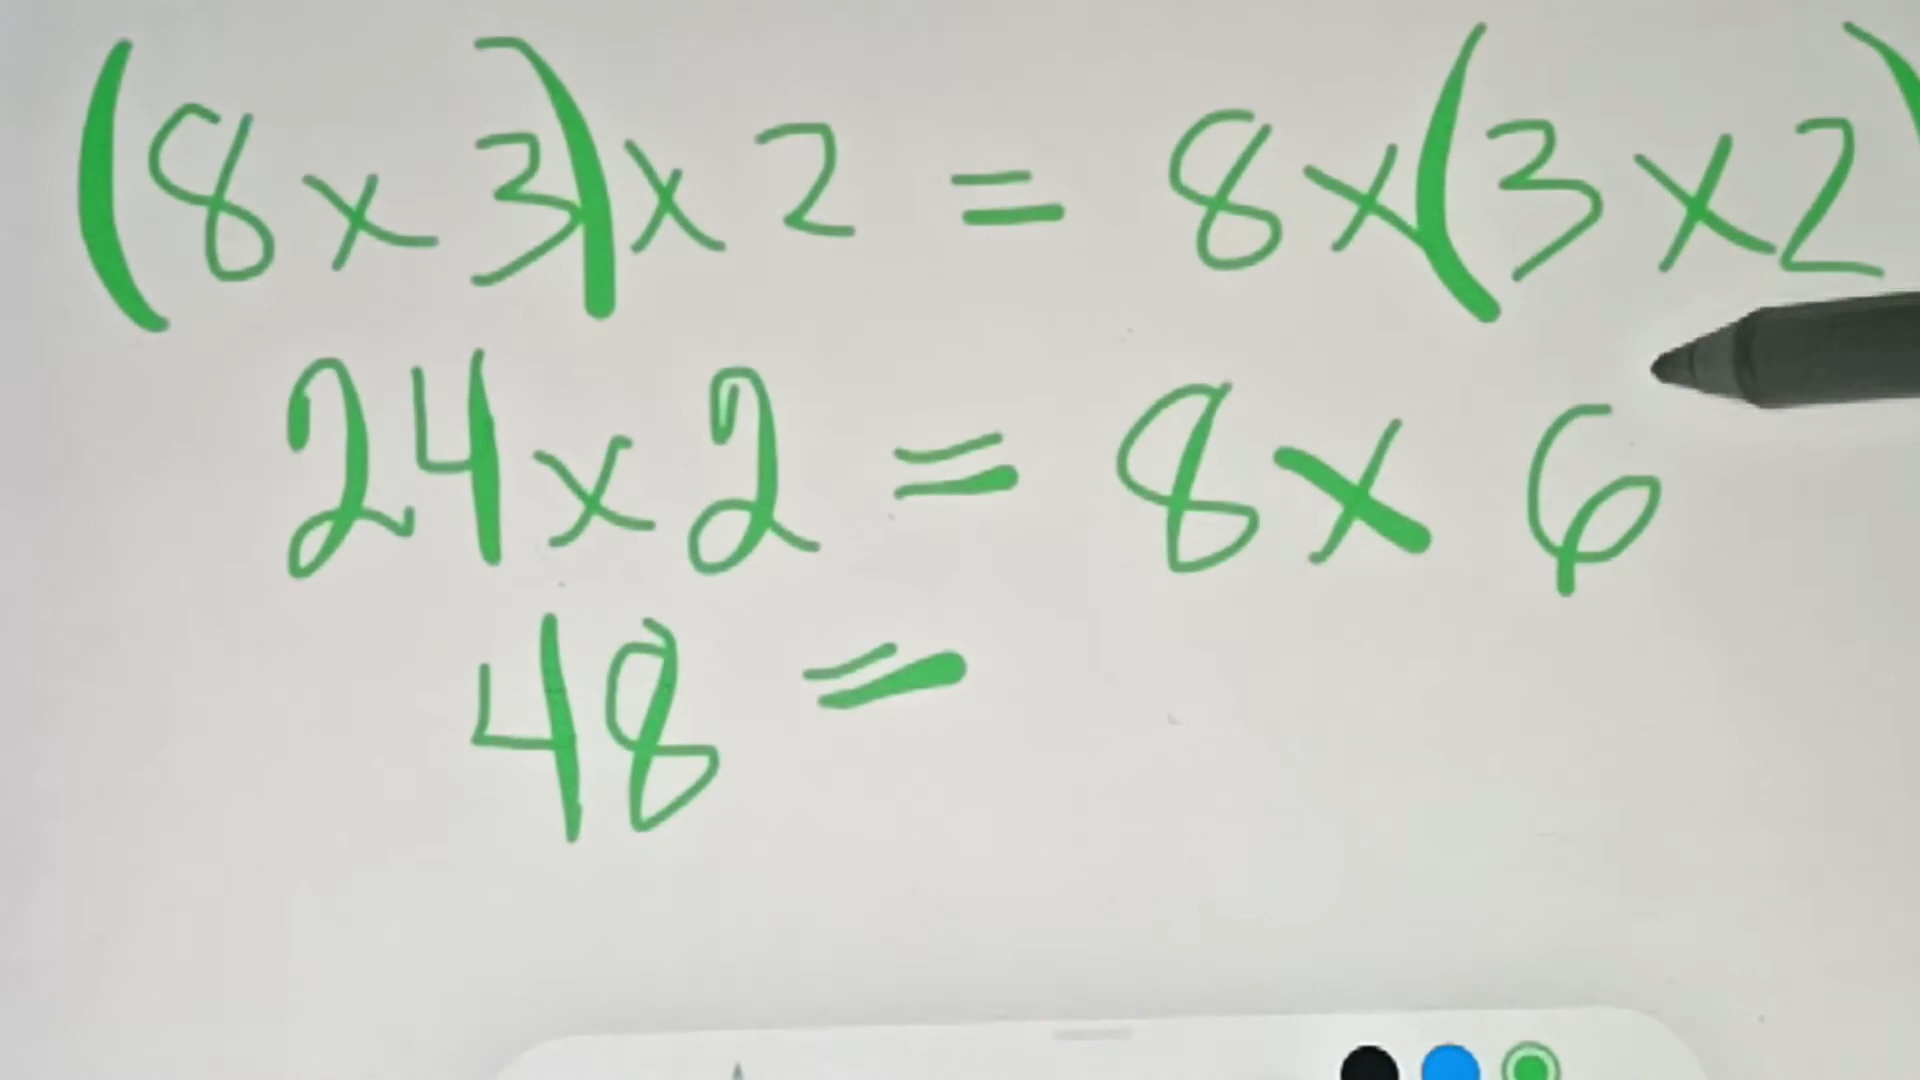 (8x3)x2 = 8x(3x2)
24x2 = 8x6
48 =